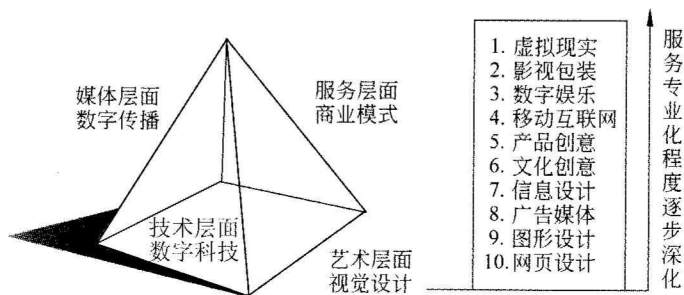 媒体层面
数字传播
服务层面
商业模式
技术层面
数字科技
艺术层面
视觉设计
1. 虚拟现实
2. 影视包装
3. 数字娱乐
4. 移动互联网
5. 产品创意
6. 文化创意
7. 信息设计
8. 广告媒体
9. 图形设计
10. 网页设计
服务专业化程度逐步深化